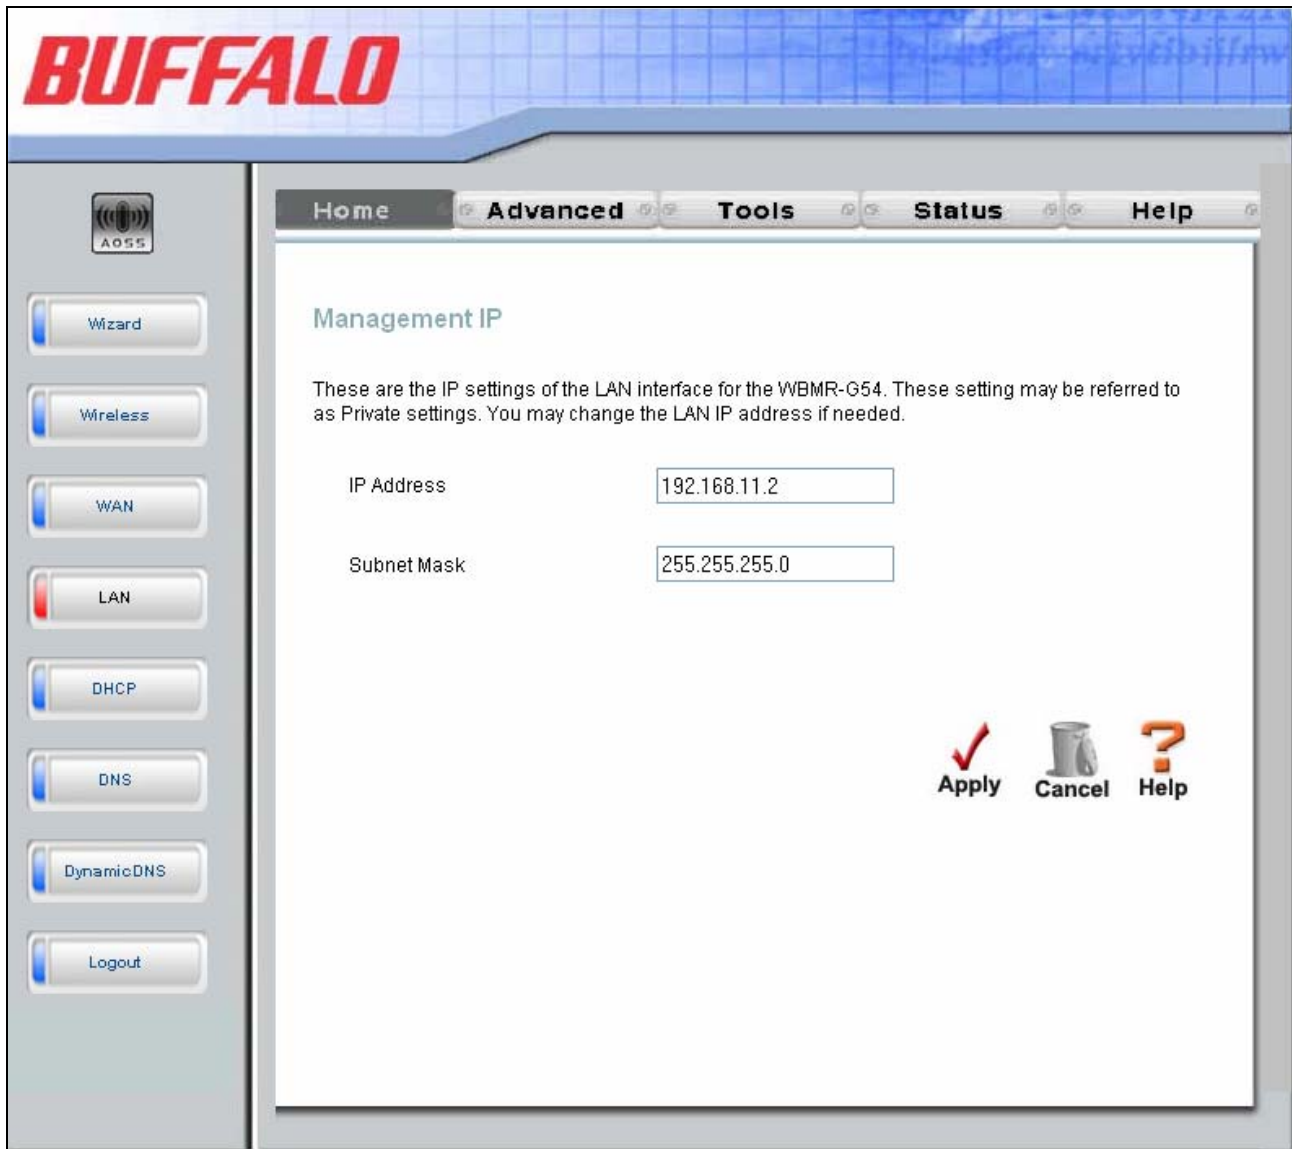 BUFFALO
AOSS
Home
Advanced
Tools
Status
Help
Wizard
Wireless
WAN
LAN
DHCP
DNS
DynamicDNS
Logout
Management IP
These are the IP settings of the LAN interface for the WBMR-G54. These setting may be referred to
as Private settings. You may change the LAN IP address if needed.
IP Address
192.168.11.2
Subnet Mask
255.255.255.0
Apply
Cancel
Help